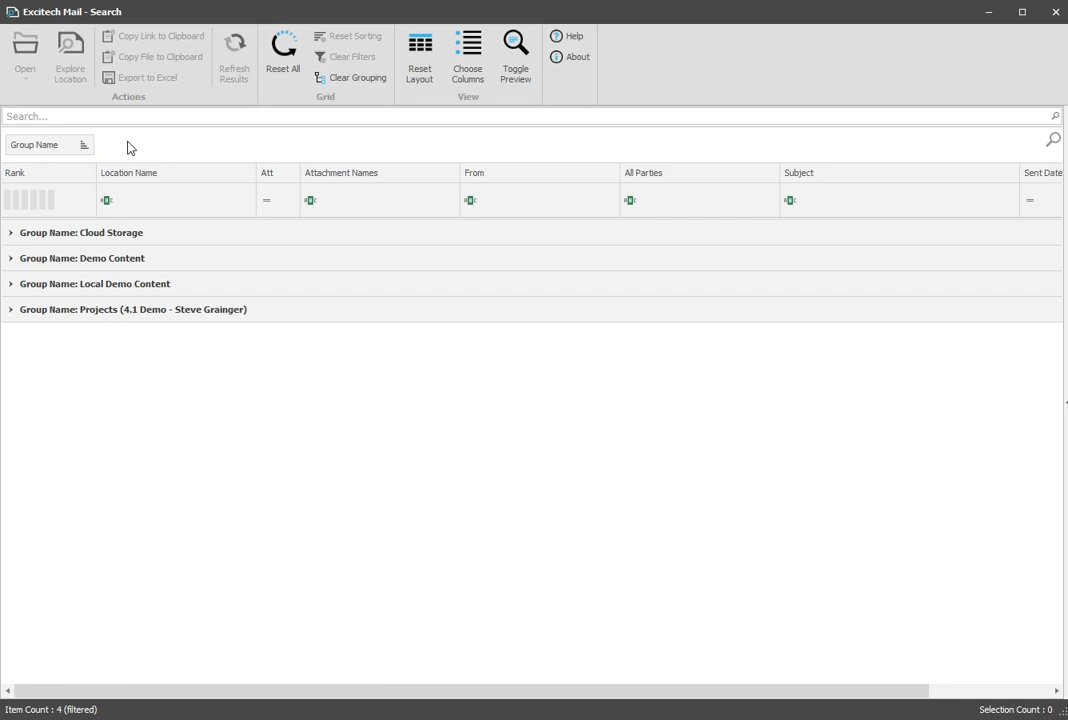 Excitech Mail - Search
Open
Explore Location
Copy Link to Clipboard
Copy File to Clipboard
Export to Excel
Refresh Results
Actions
Reset All
Reset Sorting
Clear Filters
Clear Grouping
Grid
Reset Layout
Choose Columns
Toggle Preview
View
Help
About
Search...
Group Name
Rank Location Name Att Attachment Names From All Parties Subject Sent Date
Group Name: Cloud Storage
Group Name: Demo Content
Group Name: Local Demo Content
Group Name: Projects (4.1 Demo - Steve Grainger)
Item Count : 4 (filtered) Selection Count : 0